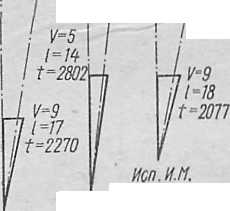 V=5
l=14
t=2802
V=9
l=17
t=2270
V=9
l=18
t=2077
Исп. И.М.